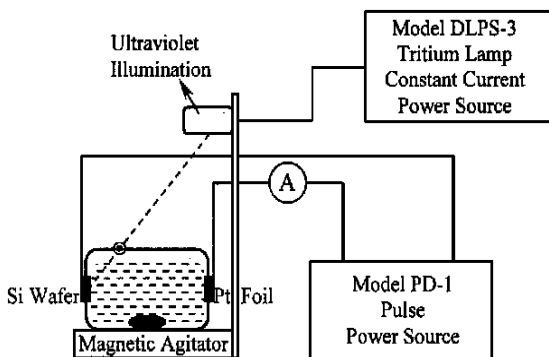 Ultraviolet
Illumination
Model DLPS-3
Tritium Lamp
Constant Current
Power Source
A
Si Wafer
Pt Foil
Model PD-1
Pulse
Power Source
Magnetic Agitator